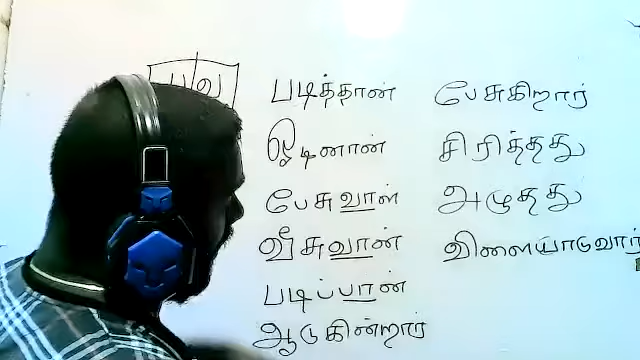 ப வ
படித்தான் பேசுகிறார்
ஓடினான் சிரித்தது
பேசுவாள் அழுதது
வீசுவான் விளையாடுவார்
படிப்பான்
ஆடுகின்றார்